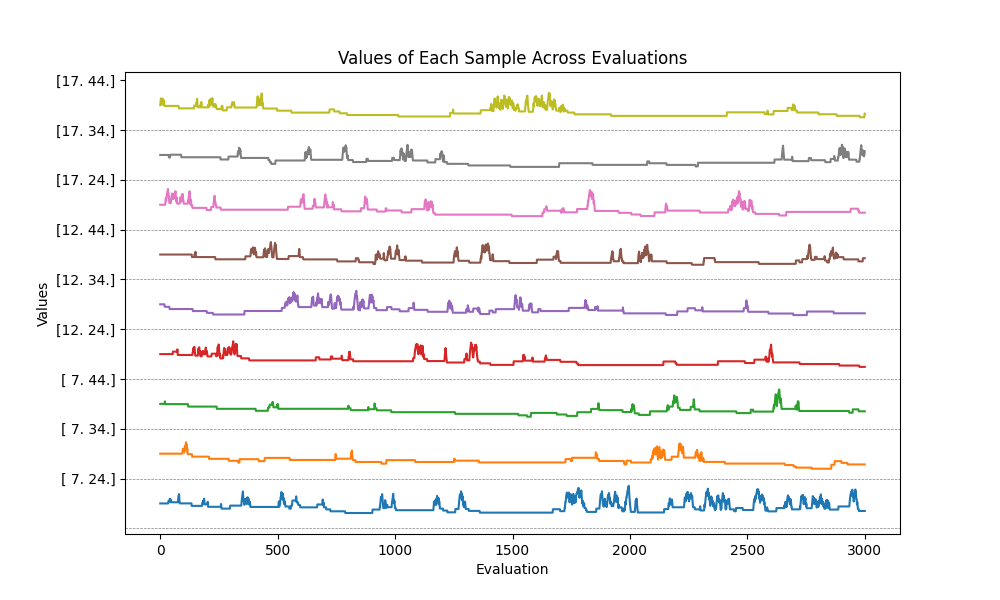 Values of Each Sample Across Evaluations
[17. 44.]
[17. 34.]
[17. 24.]
[12. 44.]
[12. 34.]
[12. 24.]
[ 7. 44.]
[ 7. 34.]
[ 7. 24.]
Values
0 500 1000 1500 2000 2500 3000
Evaluation